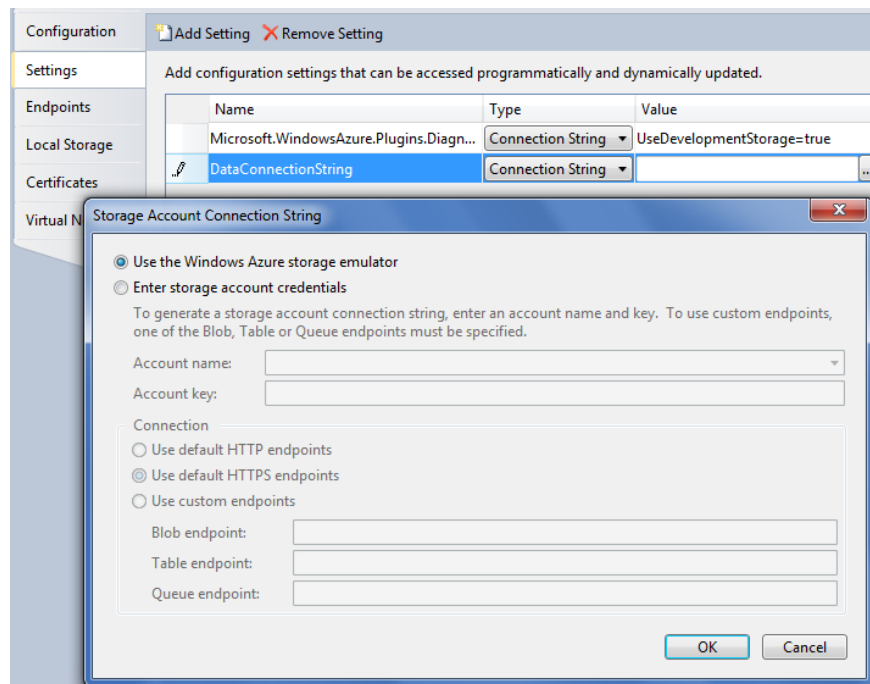 Configuration
Add Setting Remove Setting
Settings
Add configuration settings that can be accessed programmatically and dynamically updated.
Endpoints
Name Type Value
Local Storage
Microsoft.WindowsAzure.Plugins.Diagn... Connection String UseDevelopmentStorage=true
DataConnectionString Connection String ...
Certificates
Virtual N
Storage Account Connection String
Use the Windows Azure storage emulator
Enter storage account credentials
To generate a storage account connection string, enter an account name and key. To use custom endpoints,
one of the Blob, Table or Queue endpoints must be specified.
Account name:
Account key:
Connection
Use default HTTP endpoints
Use default HTTPS endpoints
Use custom endpoints
Blob endpoint:
Table endpoint:
Queue endpoint:
OK Cancel